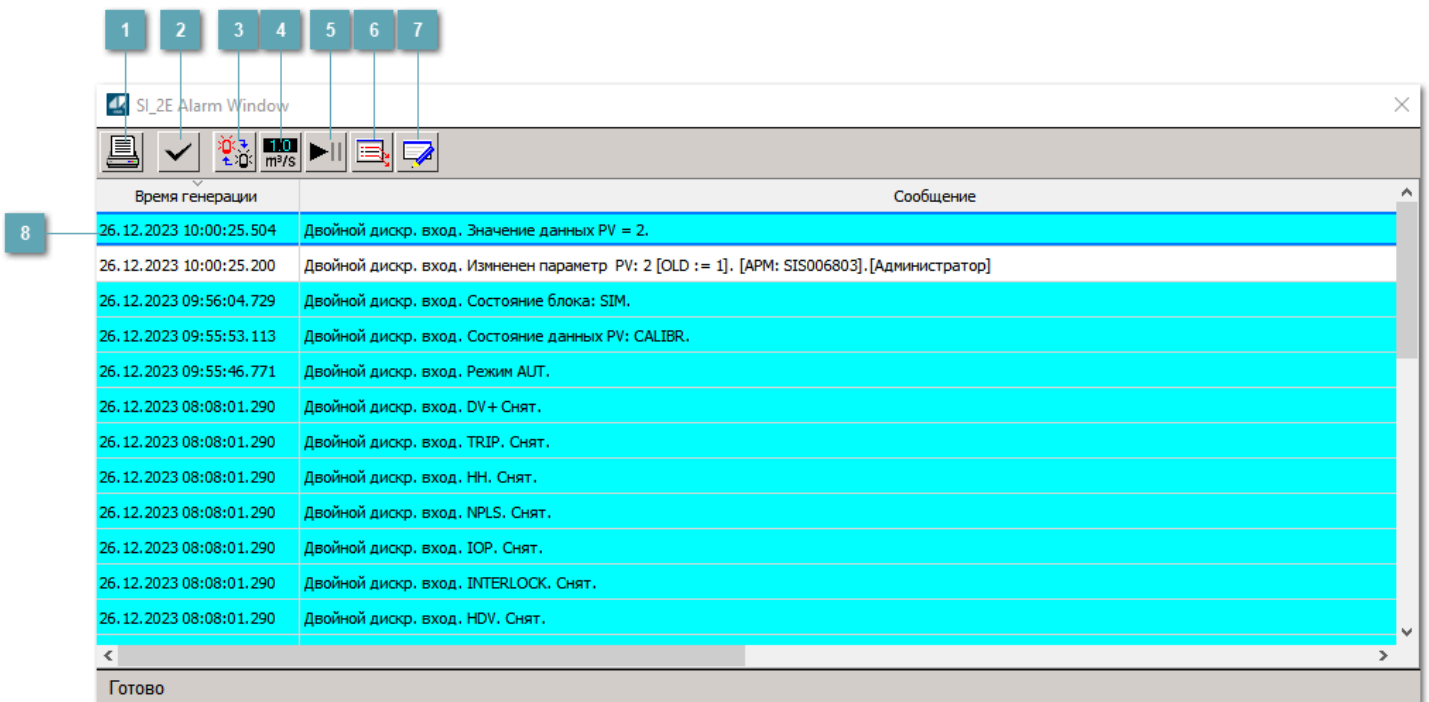 1 2 3 4 5 6 7
SI_2E Alarm Window
1'0
m³/s
Время генерации Сообщение
8
26.12.2023 10:00:25.504 Двойной дискр. вход. Значение данных PV = 2.
26.12.2023 10:00:25.200 Двойной дискр. вход. Измненен параметр PV: 2 [OLD := 1]. [APM: SIS006803].[Администратор]
26.12.2023 09:56:04.729 Двойной дискр. вход. Состояние блока: SIM.
26.12.2023 09:55:53.113 Двойной дискр. вход. Состояние данных PV: CALIBR.
26.12.2023 09:55:46.771 Двойной дискр. вход. Режим AUT.
26.12.2023 08:08:01.290 Двойной дискр. вход. DV+ Снят.
26.12.2023 08:08:01.290 Двойной дискр. вход. TRIP. Снят.
26.12.2023 08:08:01.290 Двойной дискр. вход. HH. Снят.
26.12.2023 08:08:01.290 Двойной дискр. вход. NPLS. Снят.
26.12.2023 08:08:01.290 Двойной дискр. вход. IOP. Снят.
26.12.2023 08:08:01.290 Двойной дискр. вход. INTERLOCK. Снят.
26.12.2023 08:08:01.290 Двойной дискр. вход. HDV. Снят.
Готово